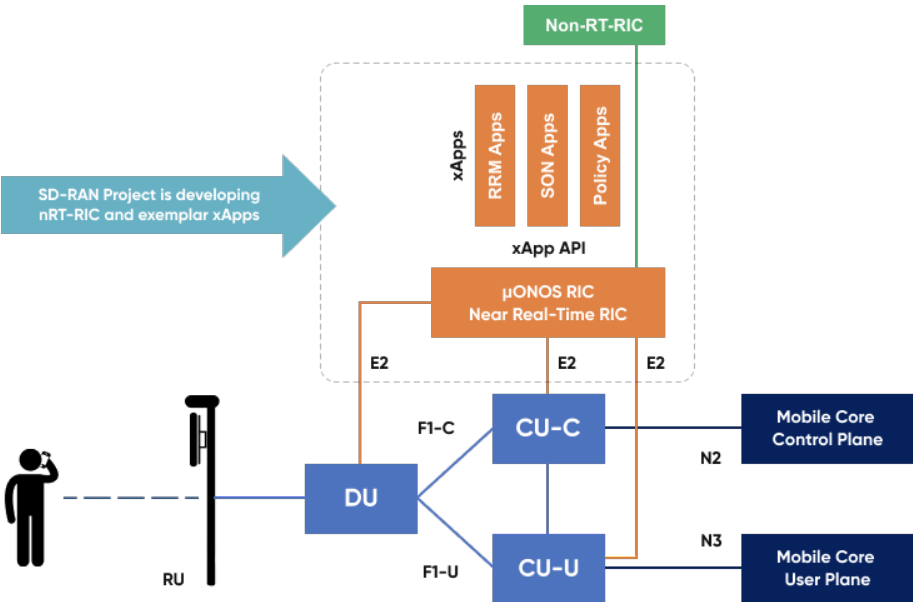 Non-RT-RIC
xApps
RRM Apps
SON Apps
Policy Apps
SD-RAN Project is developing
nRT-RIC and exemplar xApps
xApp API
µONOS RIC
Near Real-Time RIC
E2
E2
E2
F1-C
CU-C
Mobile Core
Control Plane
N2
DU
RU
F1-U
CU-U
N3
Mobile Core
User Plane